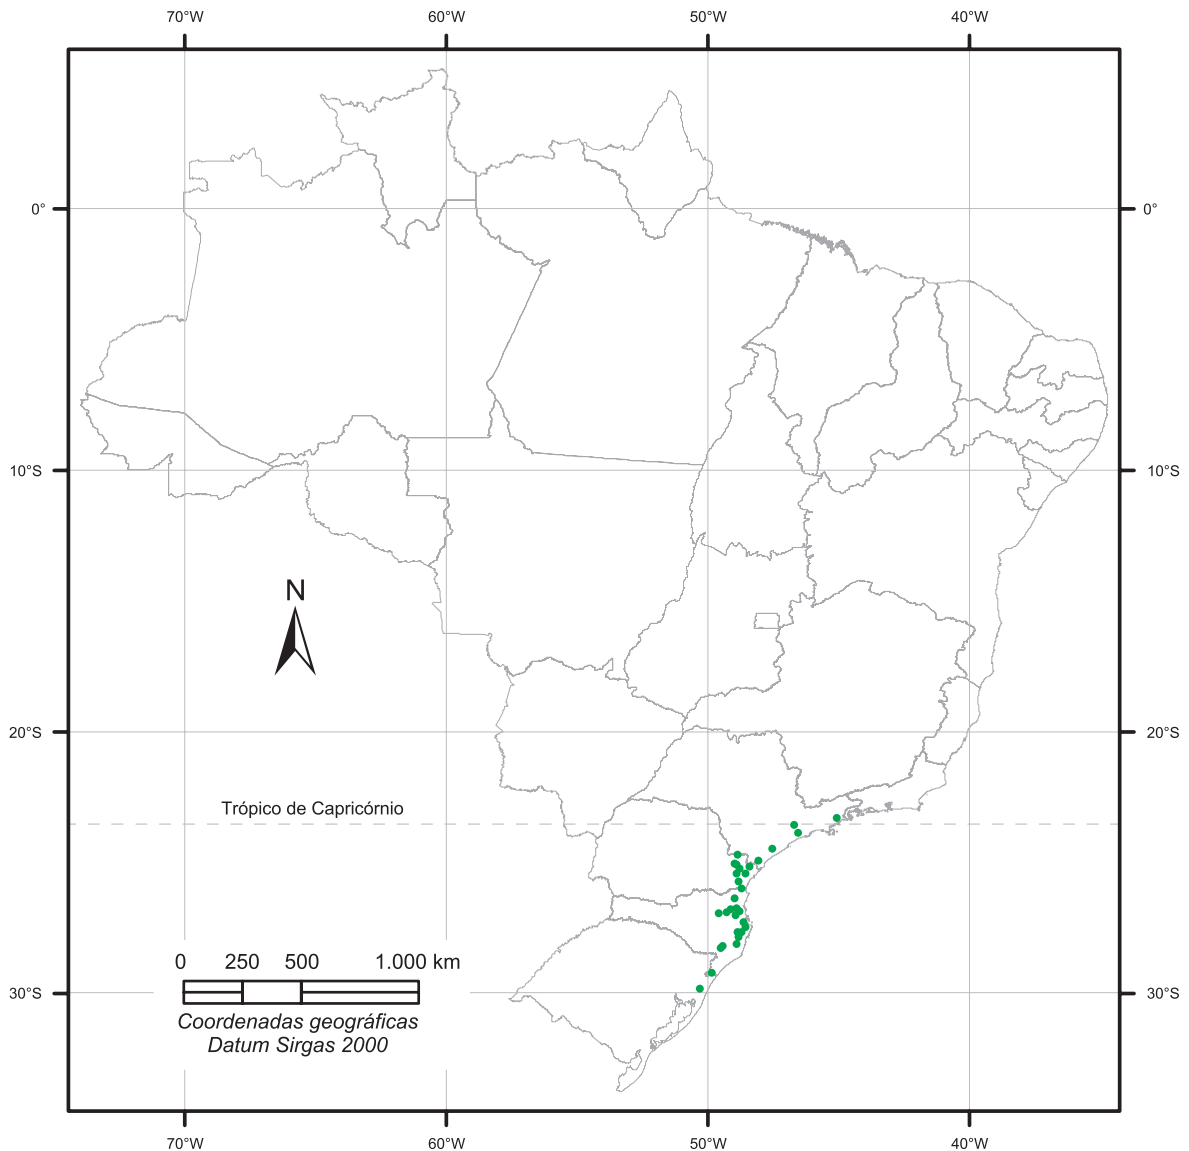 70°W 60°W 50°W 40°W
0° 0°
10°S 10°S
N
20°S 20°S
Trópico de Capricórnio
0 250 500 1.000 km
30°S 30°S
Coordenadas geográficas
Datum Sirgas 2000
70°W 60°W 50°W 40°W